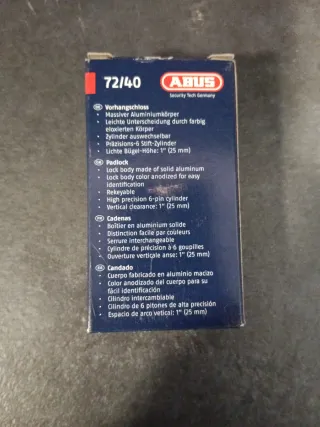 72/40
ABUS
Security Tech Germany
DE Vorhangschloss
• Massiver Aluminiumkörper
• Leichte Unterscheidung durch farbig
eloxierten Körper
• Zylinder auswechselbar
• Präzisions-6 Stift-Zylinder
• Lichte Bügel-Höhe: 1" (25 mm)
Padlock
• Lock body made of solid aluminum
• Lock body color anodized for easy
identification
• Rekeyable
• High precision 6-pin cylinder
• Vertical clearance: 1" (25 mm)
FR Cadenas
• Boîtier en aluminium solide
• Distinction facile par couleurs
• Serrure interchangeable
• Cylindre de précision à 6 goupilles
• Ouverture verticale anse: 1" (25 mm)
Candado
• Cuerpo fabricado en aluminio macizo
• Color anodizado del cuerpo para su
fácil identificación
• Cilindro intercambiable
• Cilindro de 6 pitones de alta precisión
• Espacio de arco vetical: 1" (25 mm)